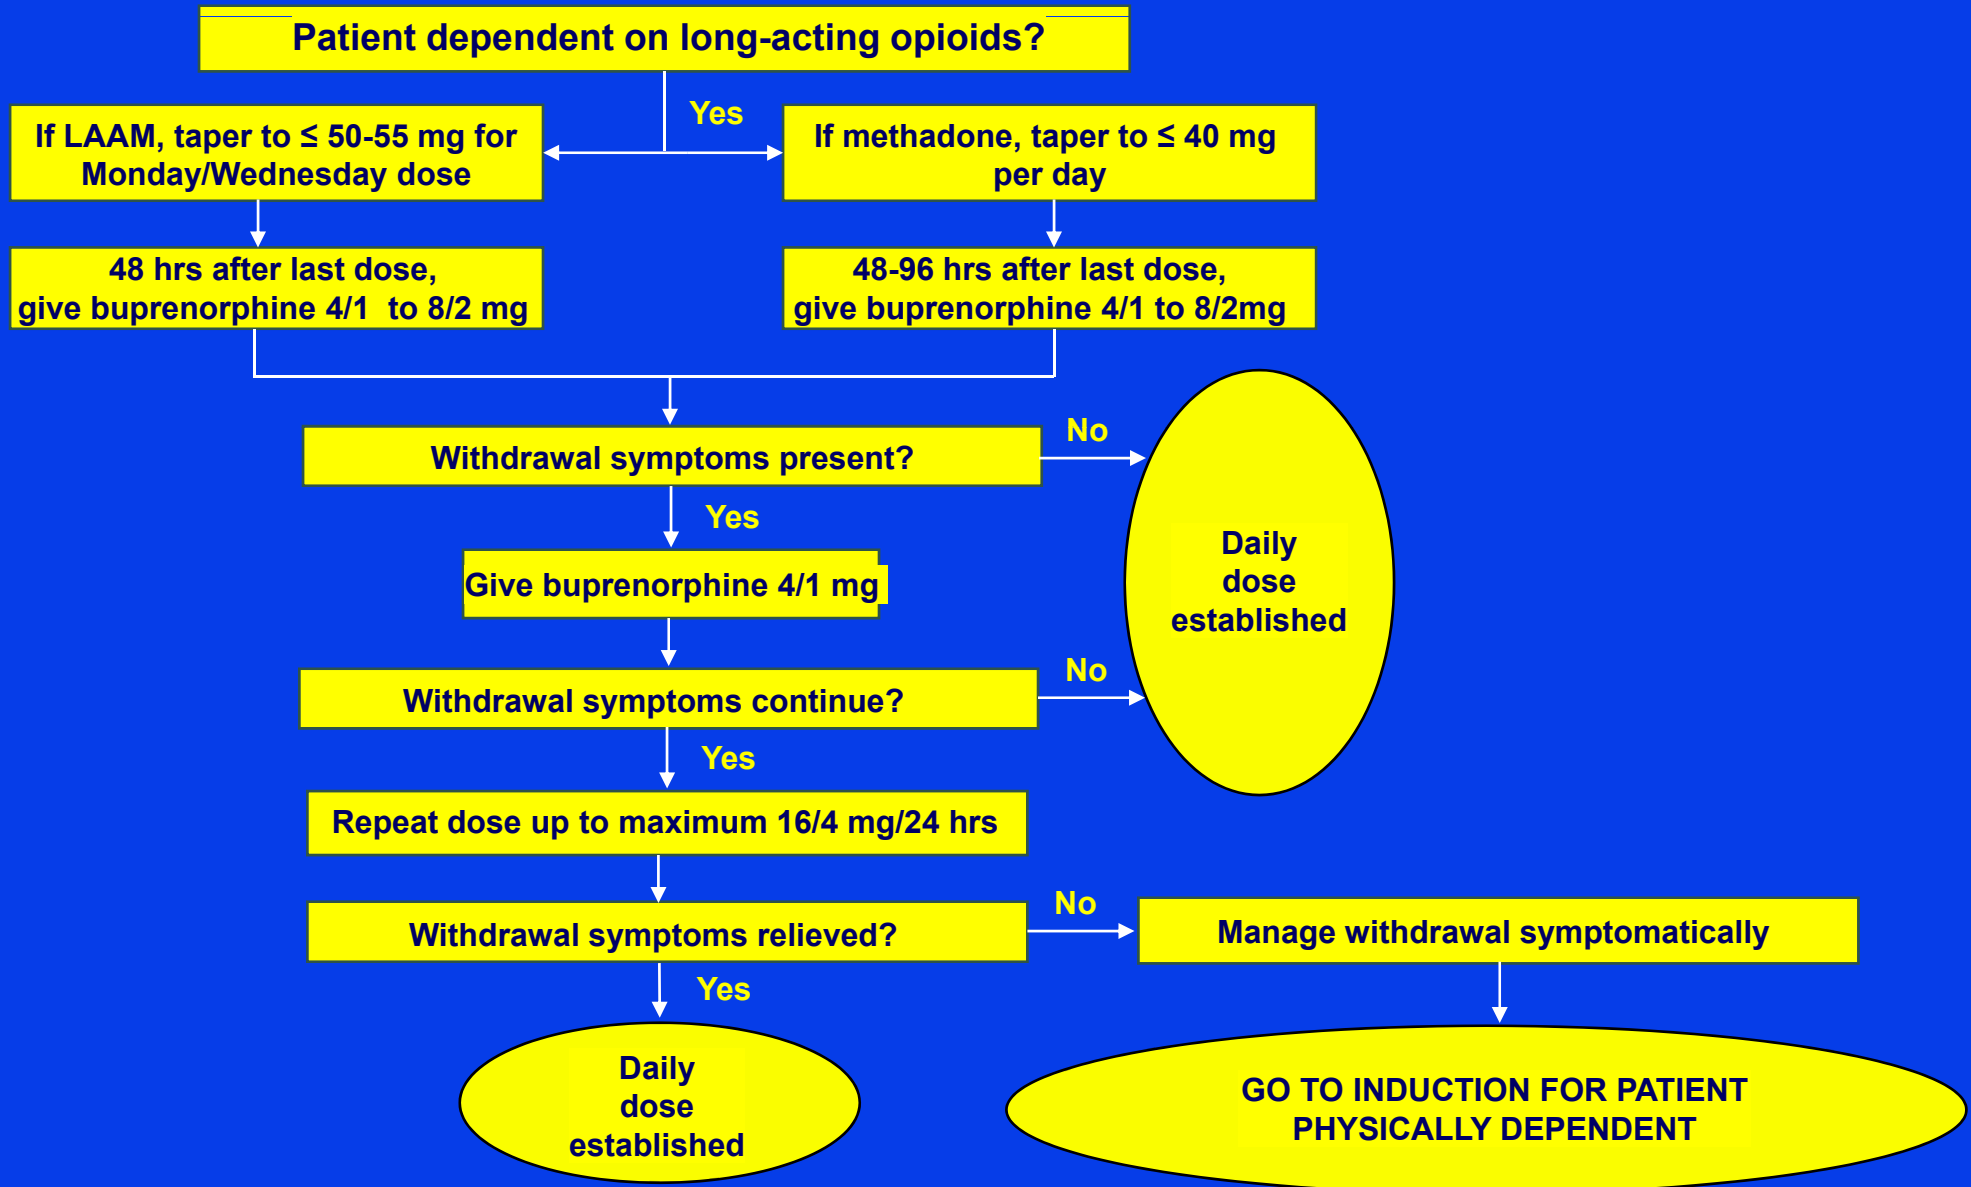 Patient dependent on long-acting opioids?
Yes
If LAAM, taper to ≤ 50-55 mg for
Monday/Wednesday dose
If methadone, taper to ≤ 40 mg
per day
48 hrs after last dose,
give buprenorphine 4/1  to 8/2 mg
48-96 hrs after last dose,
give buprenorphine 4/1 to 8/2mg
Withdrawal symptoms present?
No
Yes
Give buprenorphine 4/1 mg
Daily
dose
established
Withdrawal symptoms continue?
No
Yes
Repeat dose up to maximum 16/4 mg/24 hrs
Withdrawal symptoms relieved?
No
Manage withdrawal symptomatically
Yes
Daily
dose
established
GO TO INDUCTION FOR PATIENT
PHYSICALLY DEPENDENT